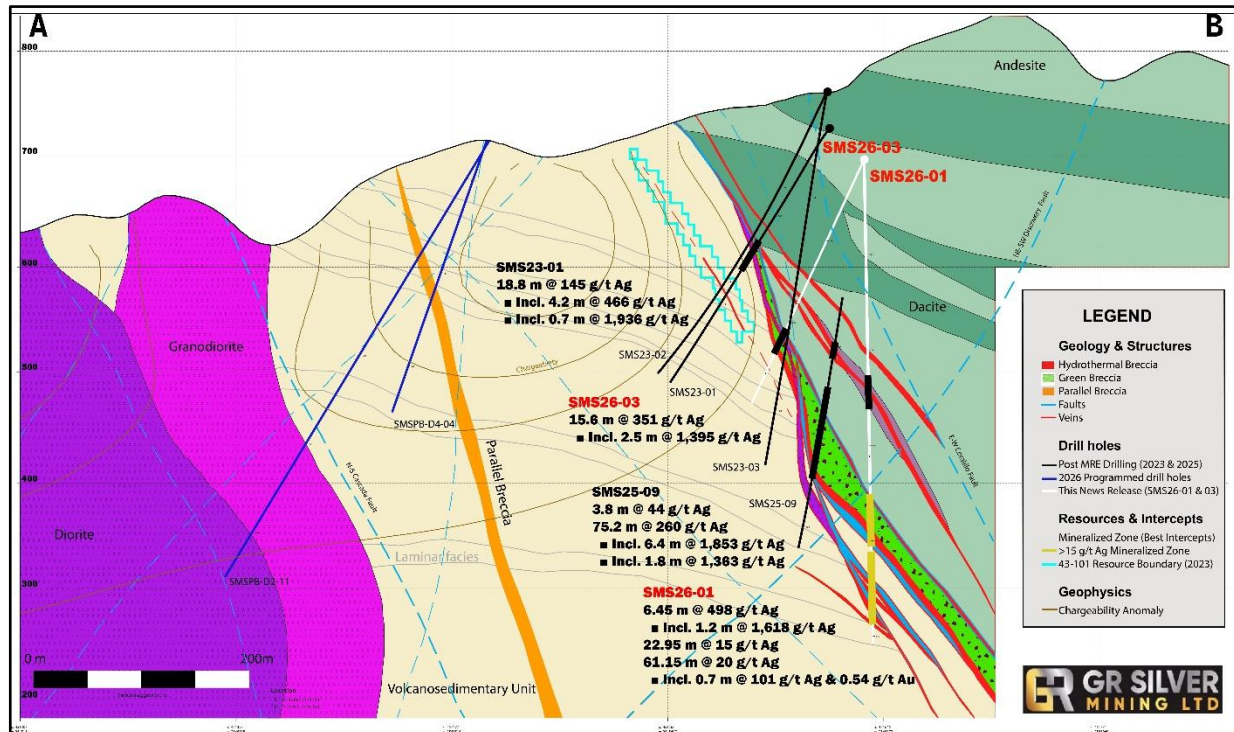 A
B
800
700
600
500
400
300
200
Andesite
SMS26-03
SMS26-01
NE-SW Discovery Fault
Dacite
E-W Cerrolito Fault
SMS23-01
18.8 m @ 145 g/t Ag
■ Incl. 4.2 m @ 466 g/t Ag
■ Incl. 0.7 m @ 1,936 g/t Ag
Granodiorite
Chargeability
SMS23-02
SMS23-01
SMS26-03
15.6 m @ 351 g/t Ag
■ Incl. 2.5 m @ 1,395 g/t Ag
SMSPB-D4-04
Parallel Breccia
N-S Cascade Fault
SMS23-03
SMS25-09
SMS25-09
3.8 m @ 44 g/t Ag
75.2 m @ 260 g/t Ag
■ Incl. 6.4 m @ 1,853 g/t Ag
■ Incl. 1.8 m @ 1,363 g/t Ag
Diorite
Laminar facies
SMSPB-D2-11
SMS26-01
6.45 m @ 498 g/t Ag
■ Incl. 1.2 m @ 1,618 g/t Ag
22.95 m @ 15 g/t Ag
61.15 m @ 20 g/t Ag
■ Incl. 0.7 m @ 101 g/t Ag & 0.54 g/t Au
0 m
200m
Volcanosedimentary Unit
LEGEND
Geology & Structures
Hydrothermal Breccia
Green Breccia
Parallel Breccia
Faults
Veins
Drill holes
Post MRE Drilling (2023 & 2025)
2026 Programmed drill holes
This News Release (SMS26-01 & 03)
Resources & Intercepts
Mineralized Zone (Best Intercepts)
>15 g/t Ag Mineralized Zone
43-101 Resource Boundary (2023)
Geophysics
Chargeability Anomaly
GR SILVER
MINING LTD